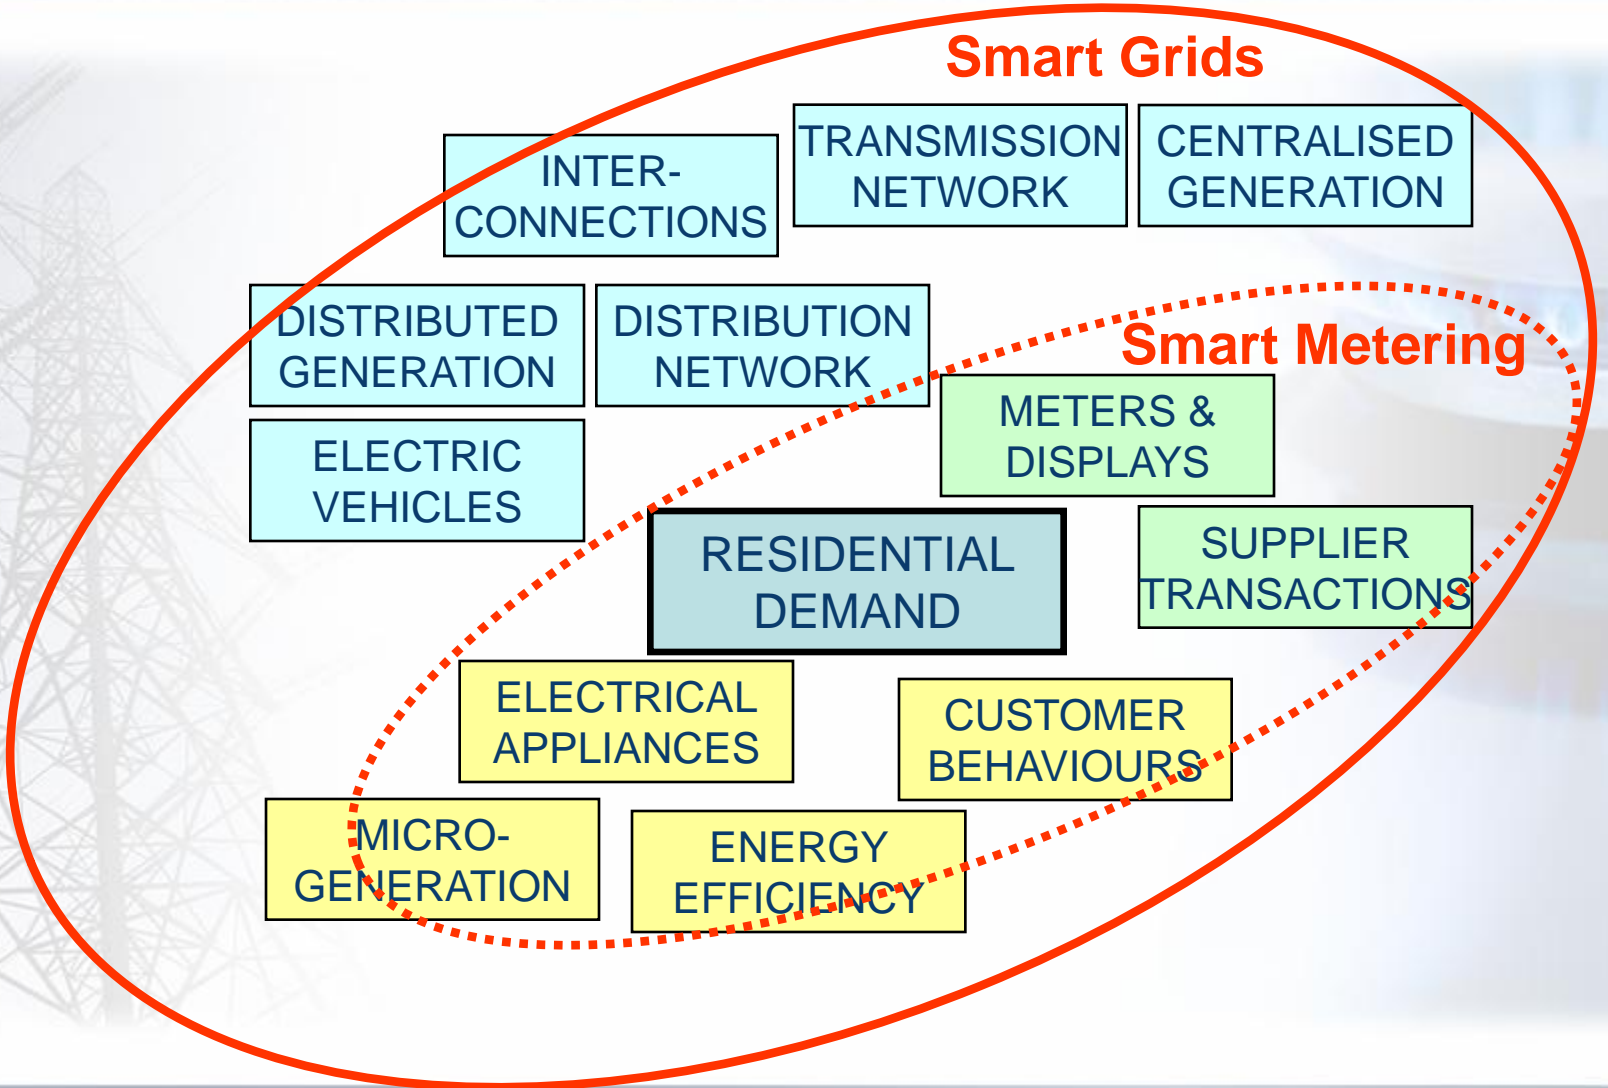 Smart Grids
INTER-
CONNECTIONS
TRANSMISSION
NETWORK
CENTRALISED
GENERATION
DISTRIBUTED
GENERATION
DISTRIBUTION
NETWORK
Smart Metering
METERS &
DISPLAYS
ELECTRIC
VEHICLES
RESIDENTIAL
DEMAND
SUPPLIER
TRANSACTIONS
ELECTRICAL
APPLIANCES
CUSTOMER
BEHAVIOURS
MICRO-
GENERATION
ENERGY
EFFICIENCY